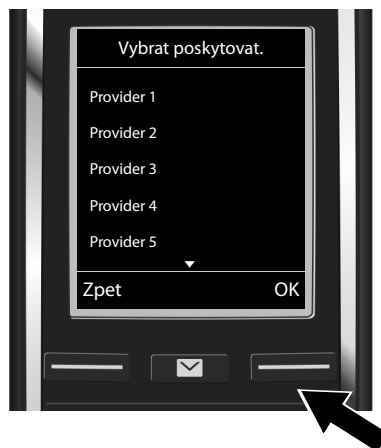 Vybrat poskytovat.
Provider 1
Provider 2
Provider 3
Provider 4
Provider 5
Zpet OK